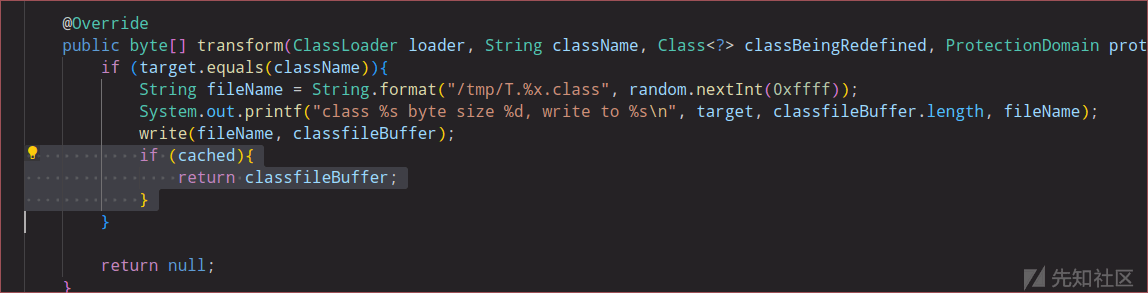 @Override
public byte[] transform(ClassLoader loader, String className, Class<?> classBeingRedefined, ProtectionDomain prot
if (target.equals(className)){
String fileName = String.format("/tmp/T.%x.class", random.nextInt(0xffff));
System.out.printf("class %s byte size %d, write to %s\n", target, classfileBuffer.length, fileName);
write(fileName, classfileBuffer);
if (cached){
return classfileBuffer;
}
}
return null;
}
先知社区